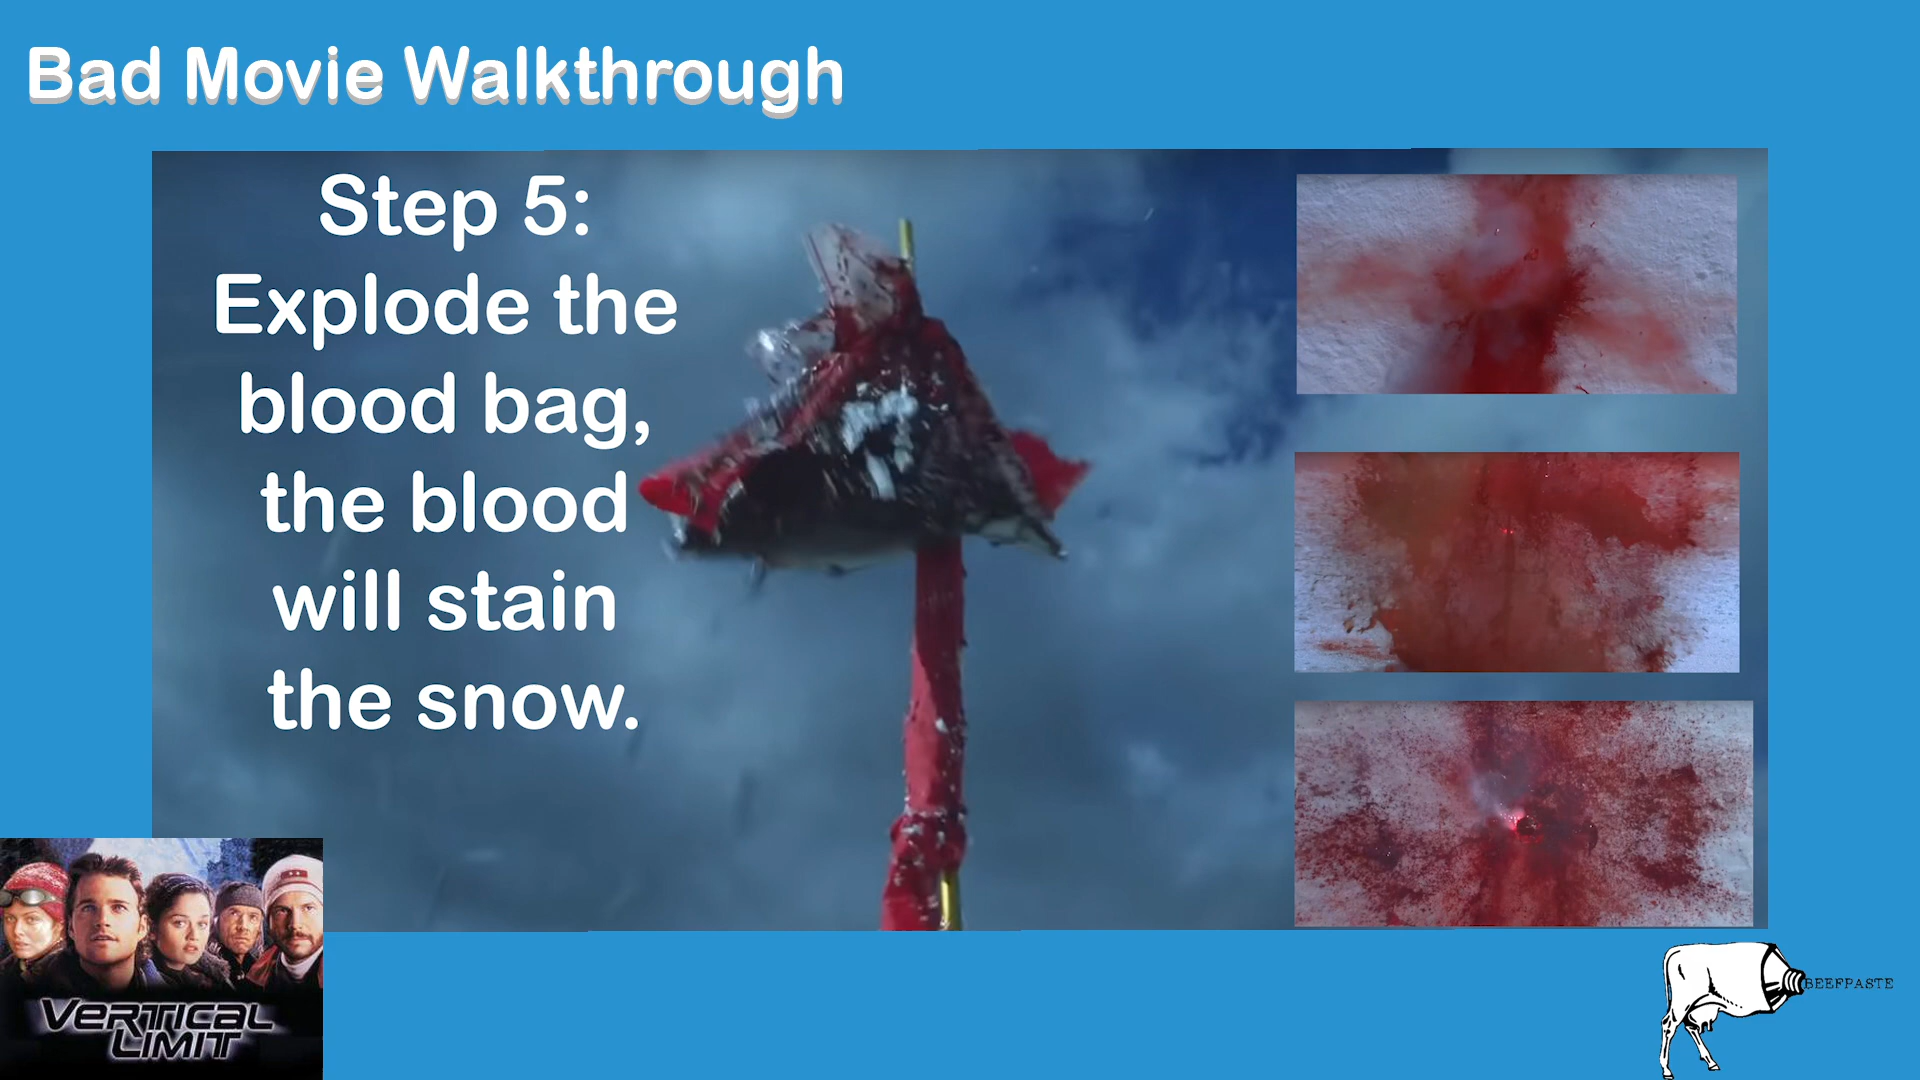 Bad Movie Walkthrough
Step 5:
Explode the
blood bag,
the blood
will stain
the snow.
VERTICAL
LIMIT
BEEFPASTE